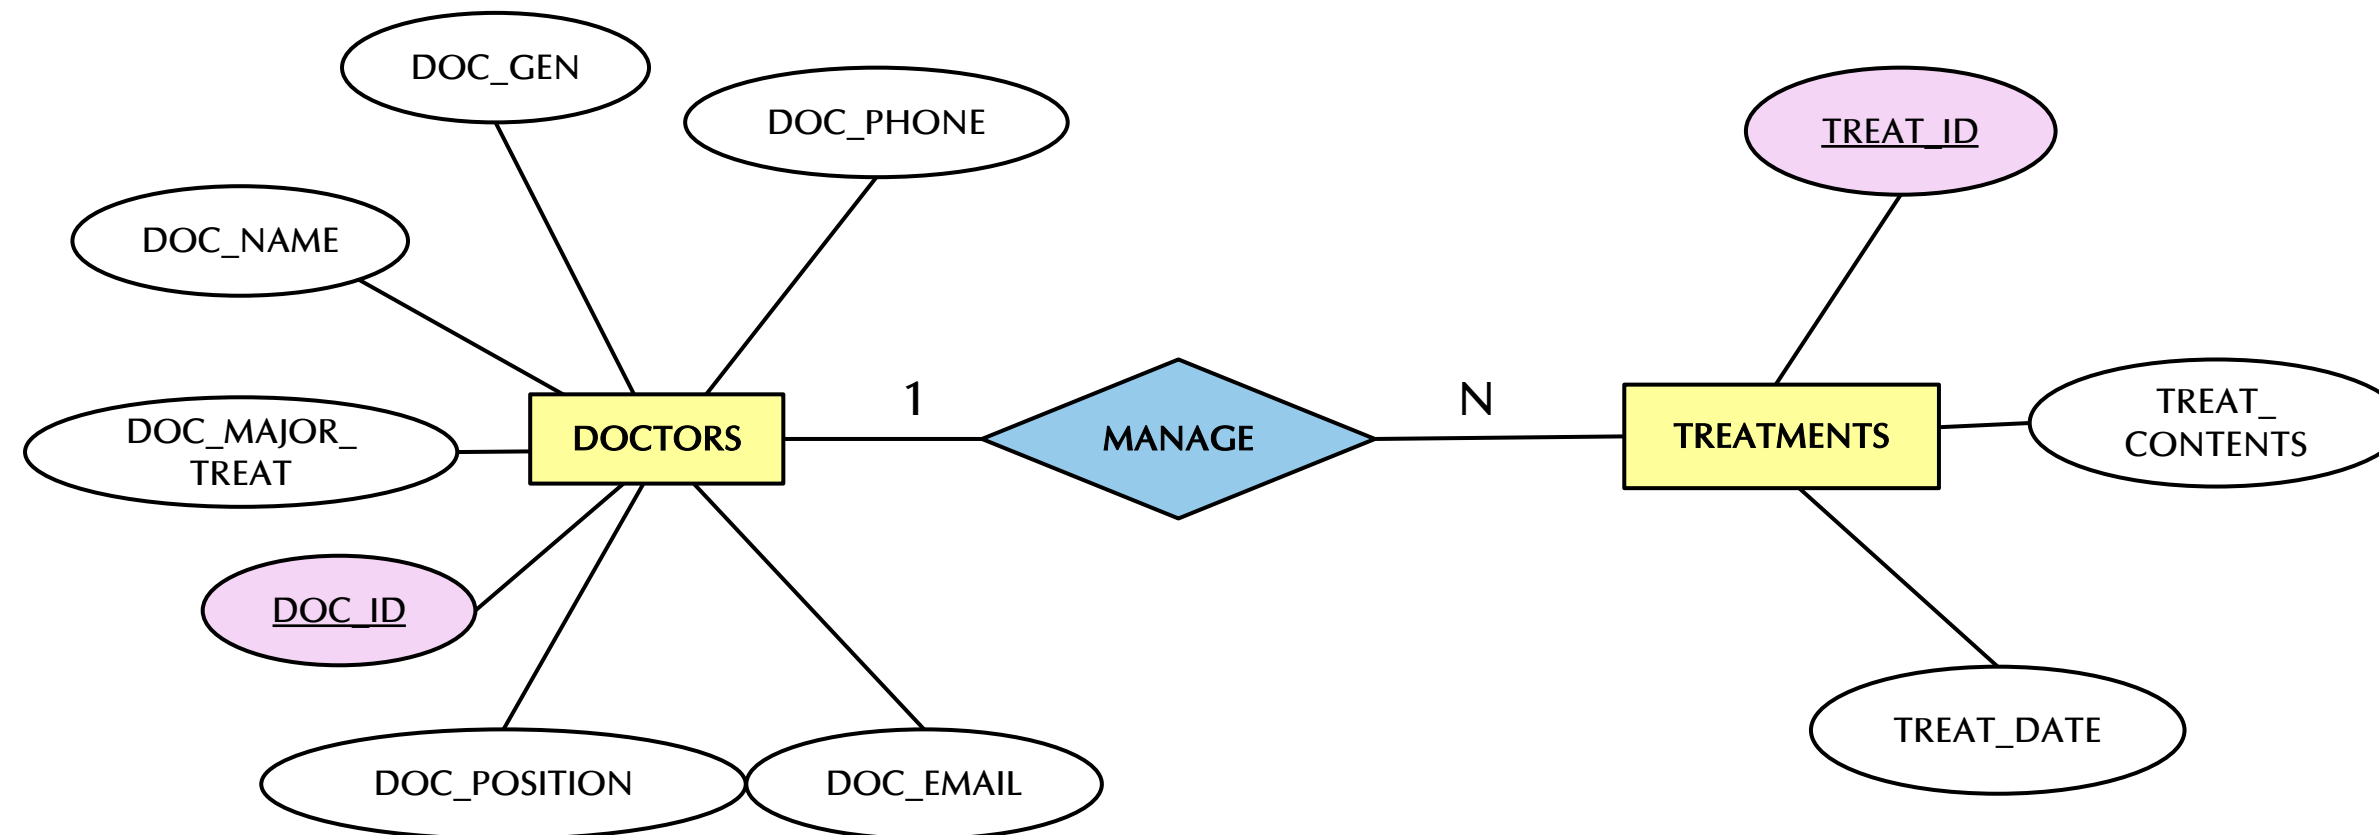 DOC_GEN
DOC_PHONE
TREAT_ID
DOC_NAME
DOC_MAJOR_
TREAT
DOCTORS
1
MANAGE
N
TREATMENTS
TREAT_
CONTENTS
DOC_ID
DOC_POSITION
DOC_EMAIL
TREAT_DATE